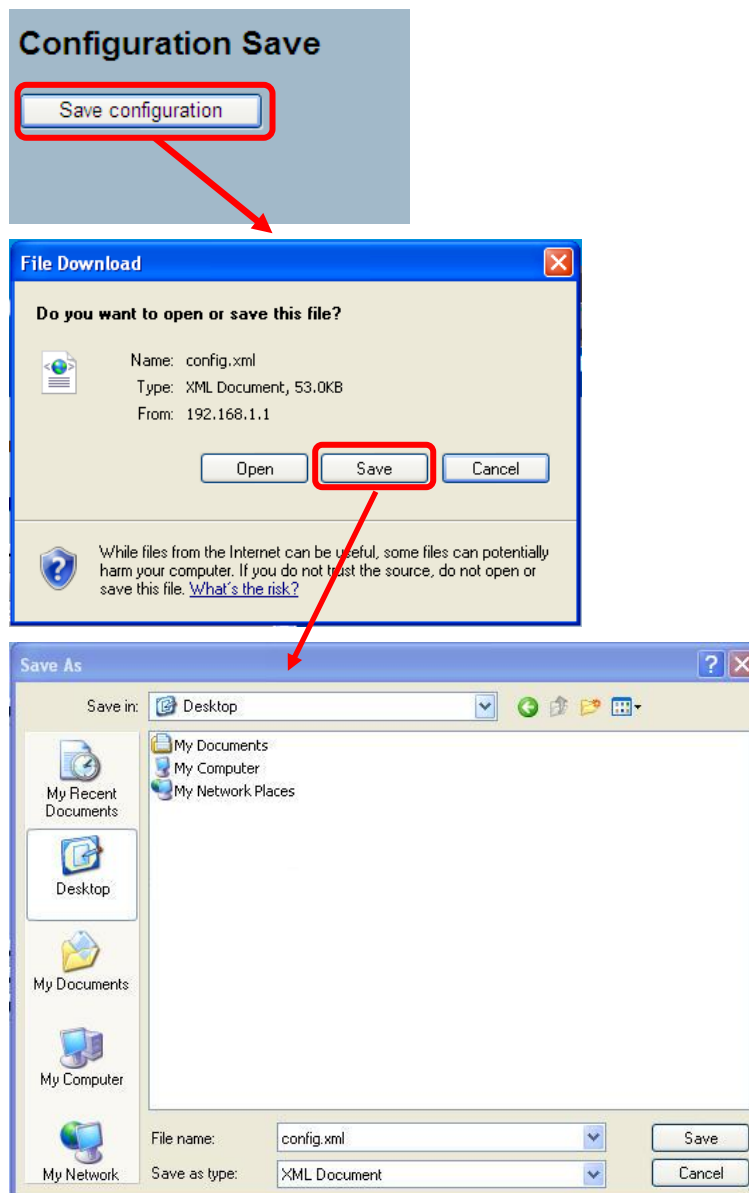 Configuration Save
Save configuration
File Download
Do you want to open or save this file?
Name: config.xml
Type: XML Document, 53.0KB
From: 192.168.1.1
Open Save Cancel
While files from the Internet can be useful, some files can potentially
harm your computer. If you do not trust the source, do not open or
save this file. What's the risk?
Save As
Save in: Desktop
My Documents
My Computer
My Network Places
My Recent
Documents
Desktop
My Documents
My Computer
My Network
File name: config.xml Save
Save as type: XML Document Cancel